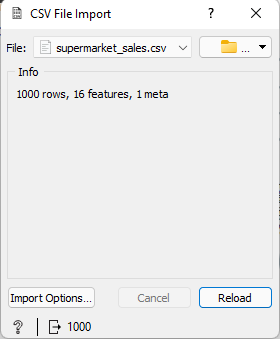 CSV File Import ? ×
File: supermarket_sales.csv ...
Info
1000 rows, 16 features, 1 meta
Import Options... Cancel Reload
? 1000